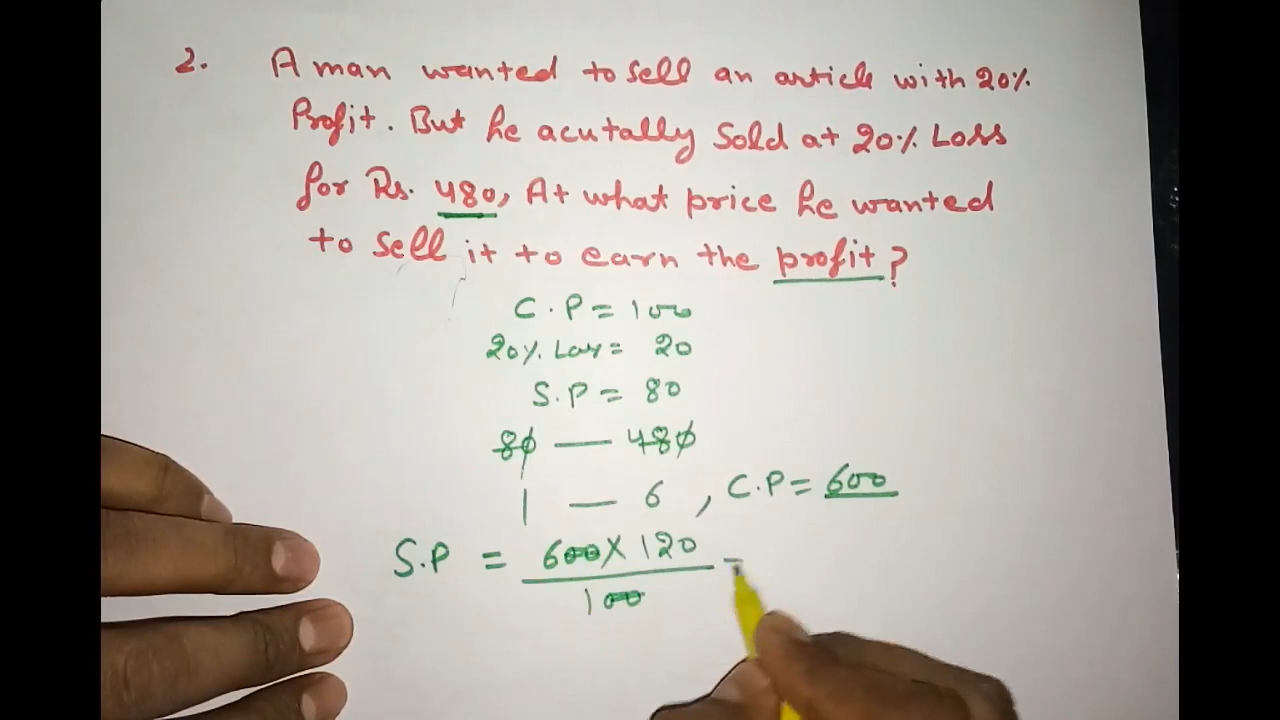 2. A man wanted to sell an article with 20%
Profit. But he acutally sold at 20% Loss
for Rs. 480, At what price he wanted
to sell it to earn the profit?
C.P = 100
20% Loss = 20
S.P = 80
80 — 480
1 — 6 , C.P = 600
S.P = 600 X 120 =
100